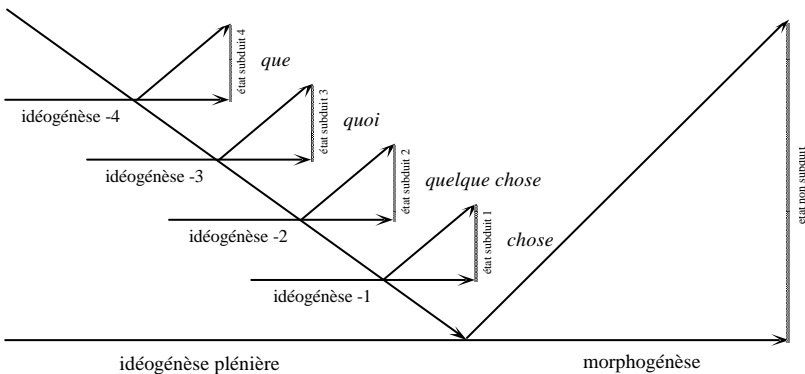 état subduit 4
que
idéogénèse -4
état subduit 3
quoi
idéogénèse -3
état subduit 2
quelque chose
idéogénèse -2
état subduit 1
chose
idéogénèse -1
état non subduit
idéogénèse plénière
morphogénèse